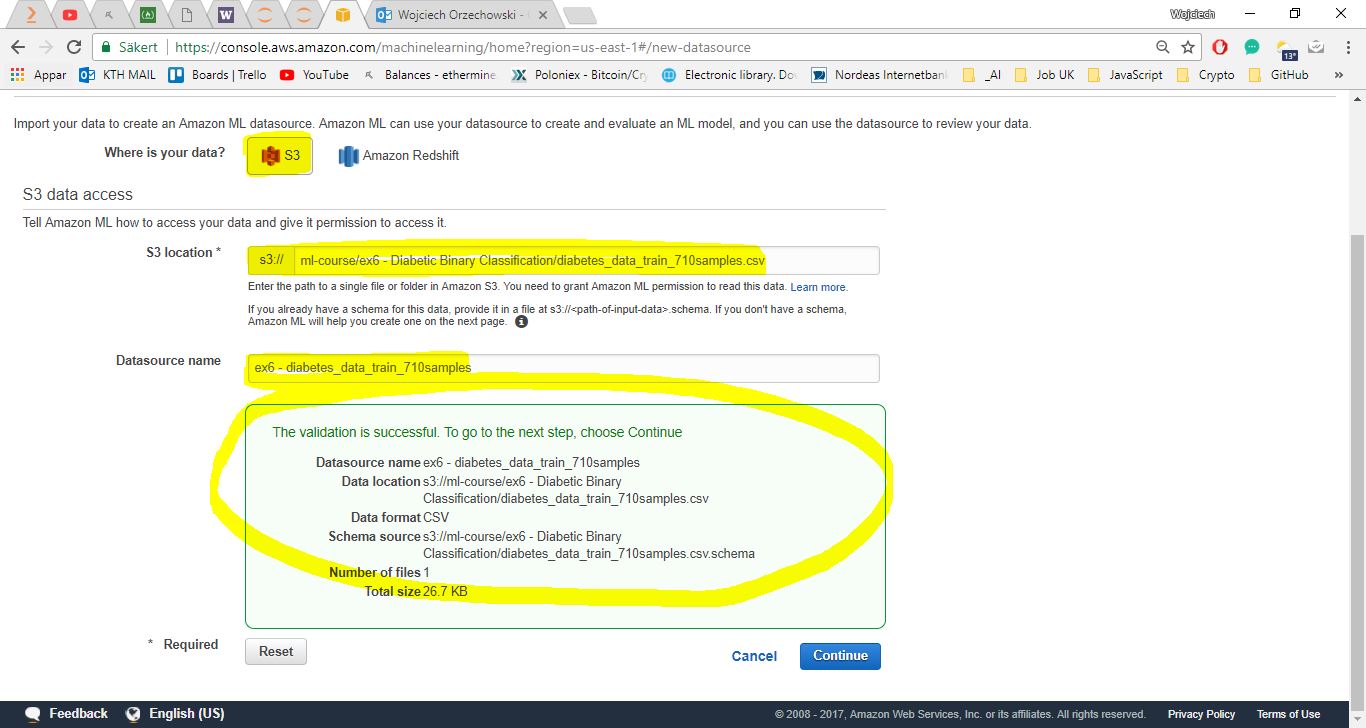 Wojciech Orzechowski -
Wojciech
Säkert
https://console.aws.amazon.com/machinelearning/home?region=us-east-1#/new-datasource
13°
Appar
KTH MAIL
Boards | Trello
YouTube
Balances - ethermine
Poloniex - Bitcoin/Cry
Electronic library. Do
Nordeas Internetbank
_AI
Job UK
JavaScript
Crypto
GitHub
»
Import your data to create an Amazon ML datasource. Amazon ML can use your datasource to create and evaluate an ML model, and you can use the datasource to review your data.
Where is your data?
S3
Amazon Redshift
S3 data access
Tell Amazon ML how to access your data and give it permission to access it.
S3 location *
s3:// ml-course/ex6 - Diabetic Binary Classification/diabetes_data_train_710samples.csv
Enter the path to a single file or folder in Amazon S3. You need to grant Amazon ML permission to read this data. Learn more.
If you already have a schema for this data, provide it in a file at s3://<path-of-input-data>.schema. If you don't have a schema,
Amazon ML will help you create one on the next page.
Datasource name
ex6 - diabetes_data_train_710samples
The validation is successful. To go to the next step, choose Continue
Datasource name ex6 - diabetes_data_train_710samples
Data location s3://ml-course/ex6 - Diabetic Binary
Classification/diabetes_data_train_710samples.csv
Data format CSV
Schema source s3://ml-course/ex6 - Diabetic Binary
Classification/diabetes_data_train_710samples.csv.schema
Number of files 1
Total size 26.7 KB
* Required
Reset
Cancel
Continue
Feedback
English (US)
© 2008 - 2017, Amazon Web Services, Inc. or its affiliates. All rights reserved.
Privacy Policy
Terms of Use